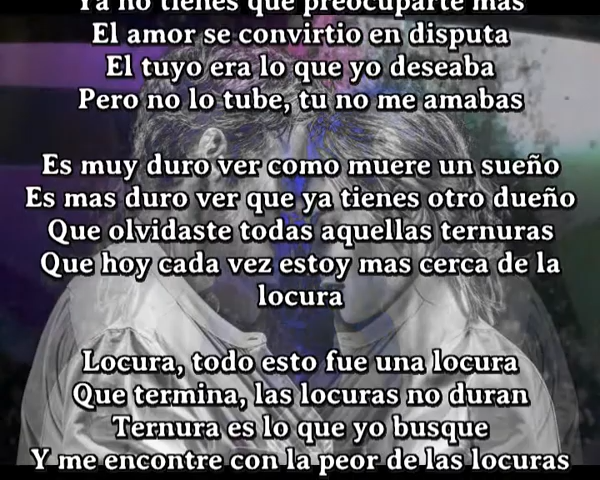 Ya no tienes que preocuparte mas
El amor se convirtio en disputa
El tuyo era lo que yo deseaba
Pero no lo tube, tu no me amabas
Es muy duro ver como muere un sueño
Es mas duro ver que ya tienes otro dueño
Que olvidaste todas aquellas ternuras
Que hoy cada vez estoy mas cerca de la
locura
Locura, todo esto fue una locura
Que termina, las locuras no duran
Ternura es lo que yo busque
Y me encontre con la peor de las locuras